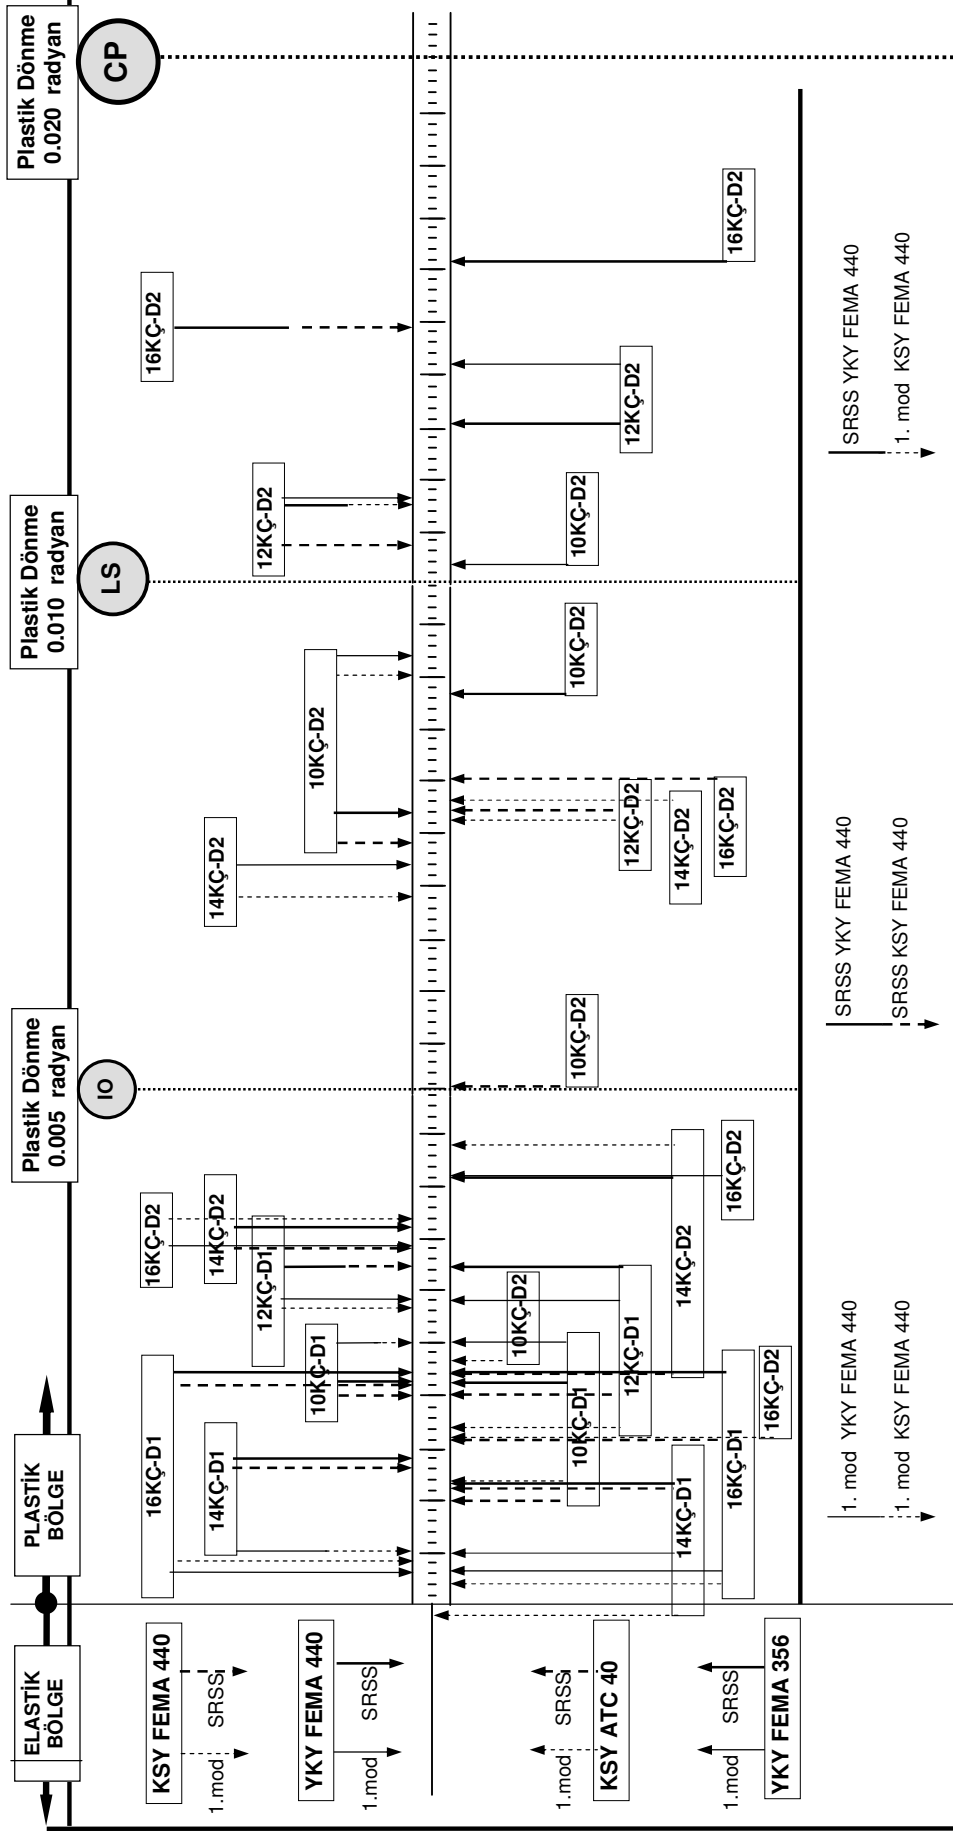 ELASTİK
BÖLGE
PLASTİK
BÖLGE
Plastik Dönme
0.005 radyan
Plastik Dönme
0.010 radyan
Plastik Dönme
0.020 radyan
IO
LS
CP
KSY FEMA 440
1.mod SRSS
YKY FEMA 440
1.mod SRSS
1.mod SRSS
KSY ATC 40
1.mod SRSS
YKY FEMA 356
16KÇ-D1
16KÇ-D2
16KÇ-D2
14KÇ-D1
14KÇ-D2
14KÇ-D2
12KÇ-D1
12KÇ-D2
10KÇ-D1
10KÇ-D2
10KÇ-D2
10KÇ-D1
10KÇ-D2
10KÇ-D2
10KÇ-D2
12KÇ-D1
12KÇ-D2
12KÇ-D2
14KÇ-D1
14KÇ-D2
14KÇ-D2
16KÇ-D1
16KÇ-D2
16KÇ-D2
16KÇ-D2
16KÇ-D2
1. mod YKY FEMA 440
1. mod KSY FEMA 440
SRSS YKY FEMA 440
SRSS KSY FEMA 440
SRSS YKY FEMA 440
1. mod KSY FEMA 440